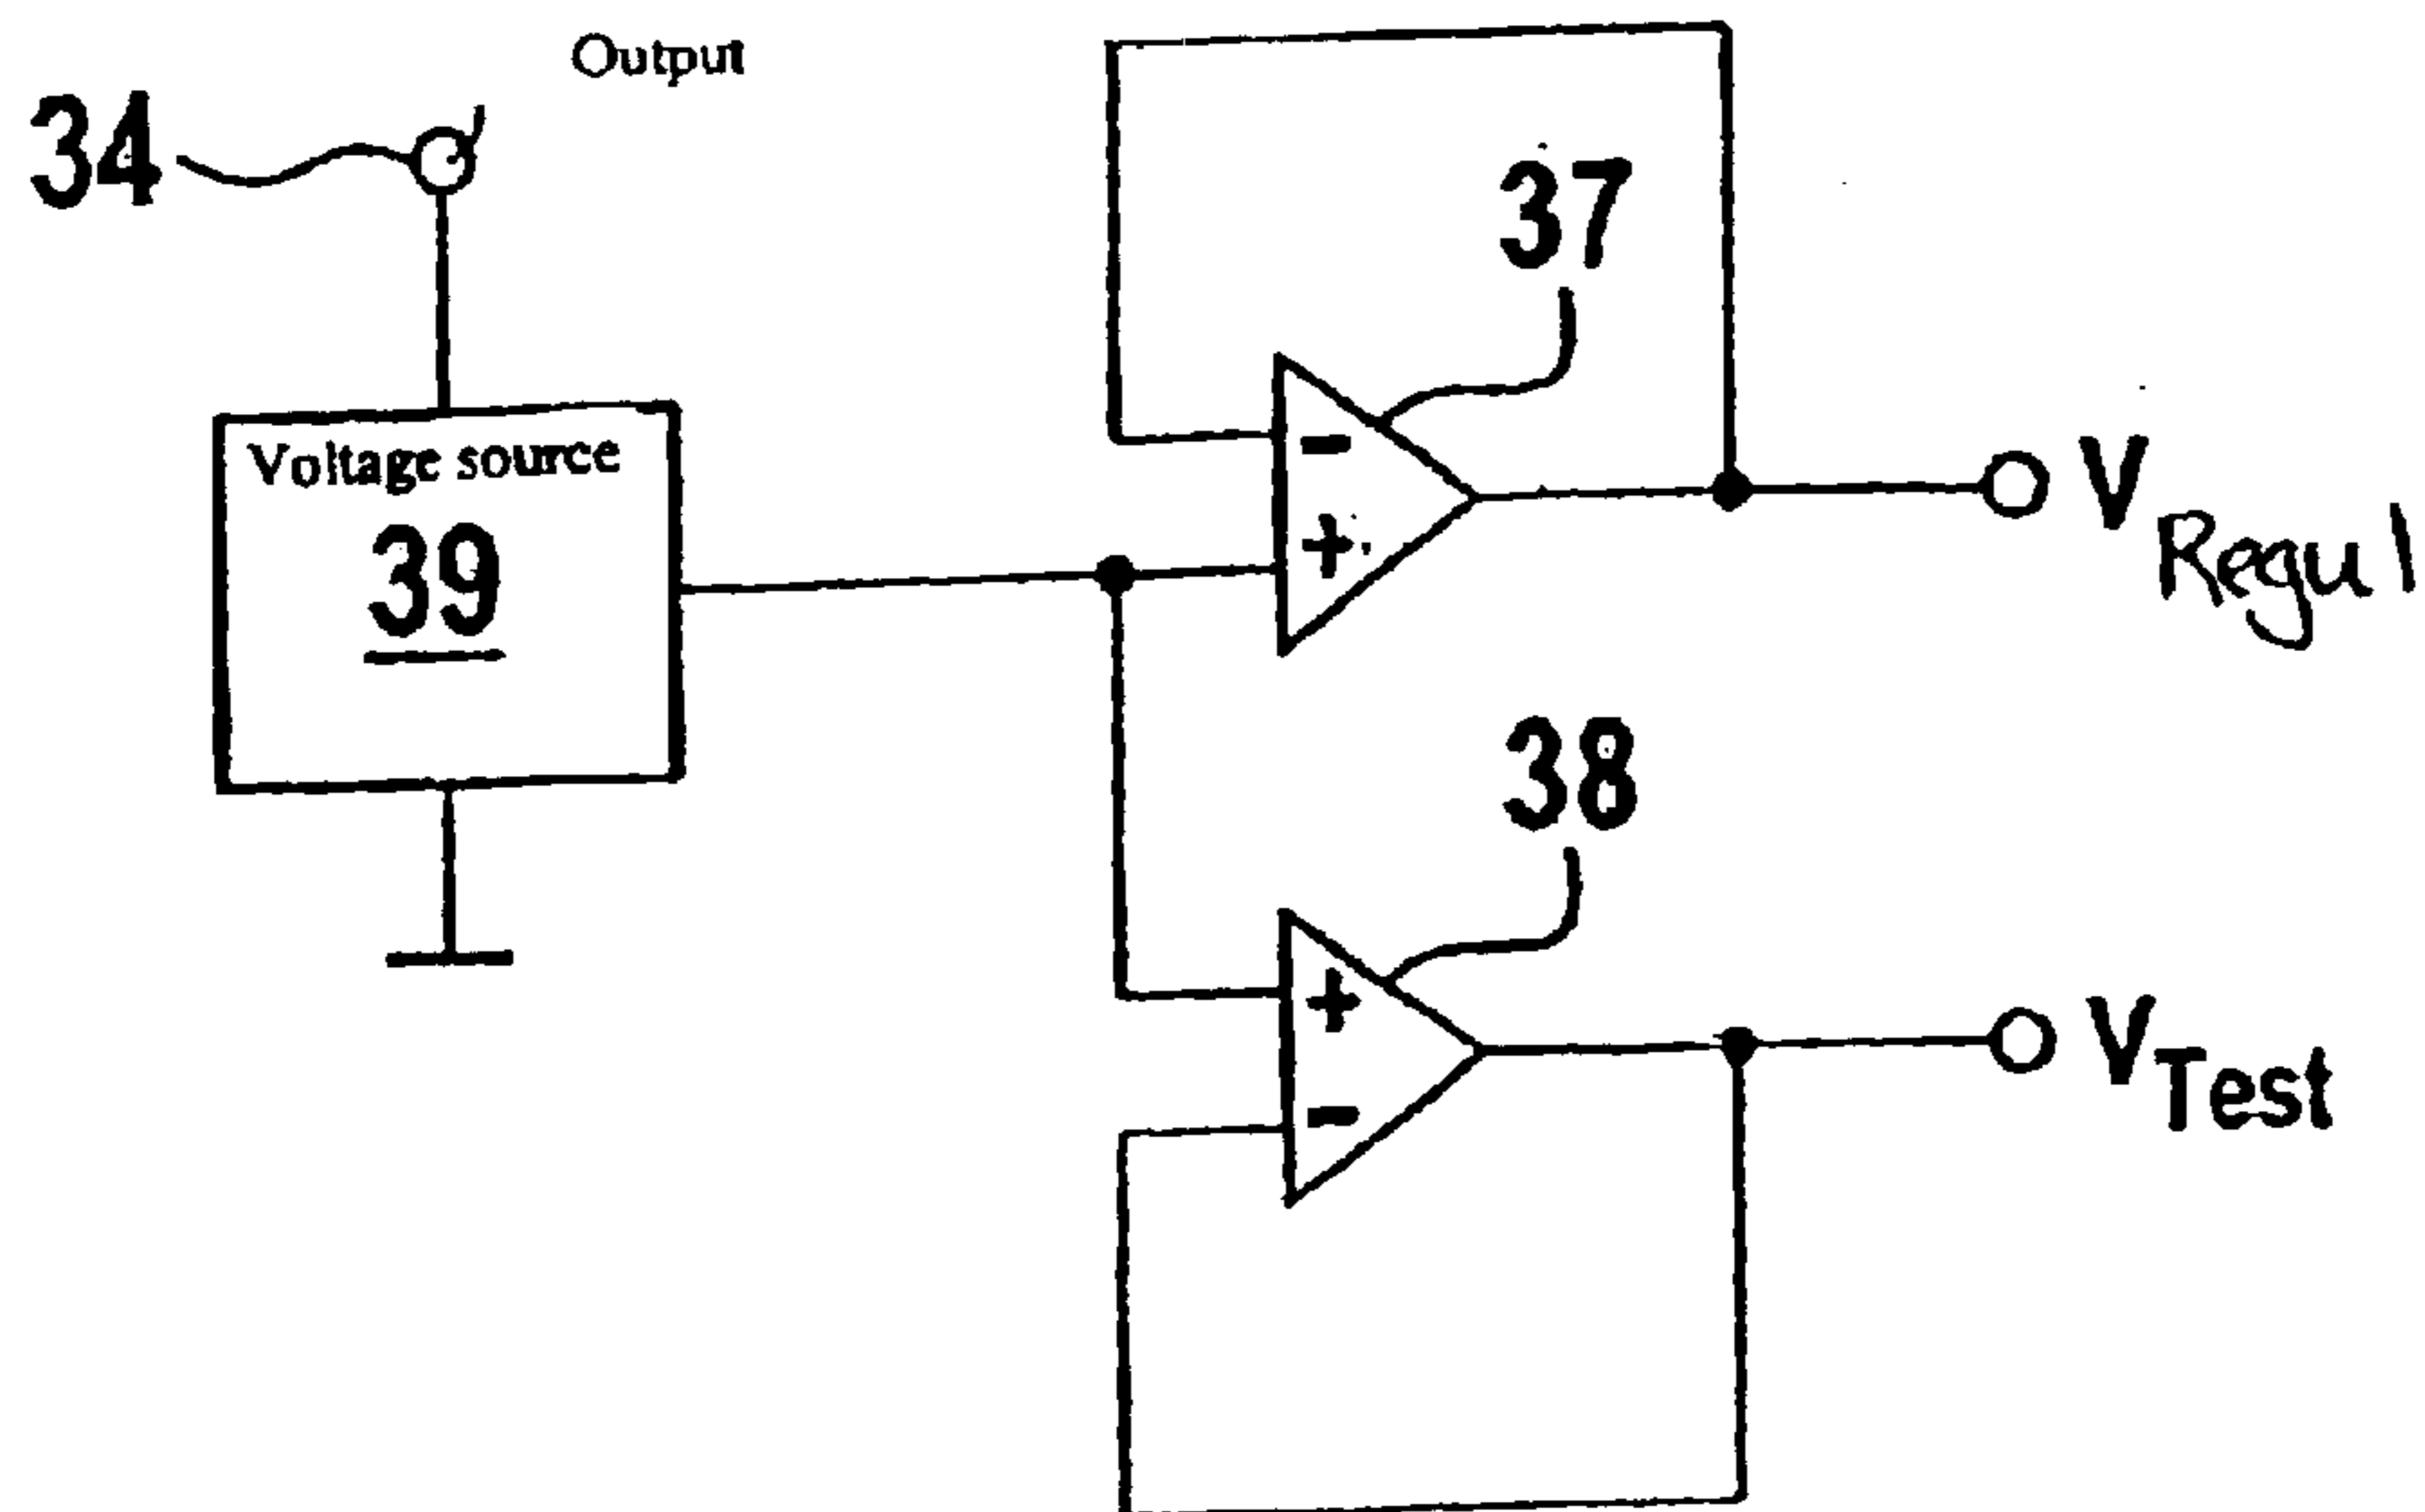 Output
34
37
Voltage source
39
-
+
V Regul
38
+
-
V Test